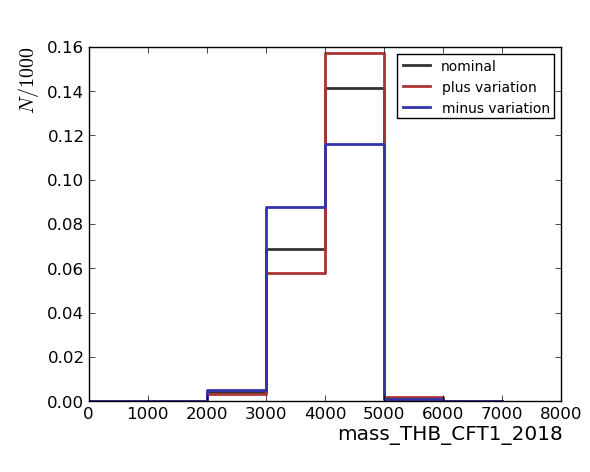 N/1000
0.16
0.14
0.12
0.10
0.08
0.06
0.04
0.02
0.00
nominal
plus variation
minus variation
0 1000 2000 3000 4000 5000 6000 7000 8000
mass_THB_CFT1_2018